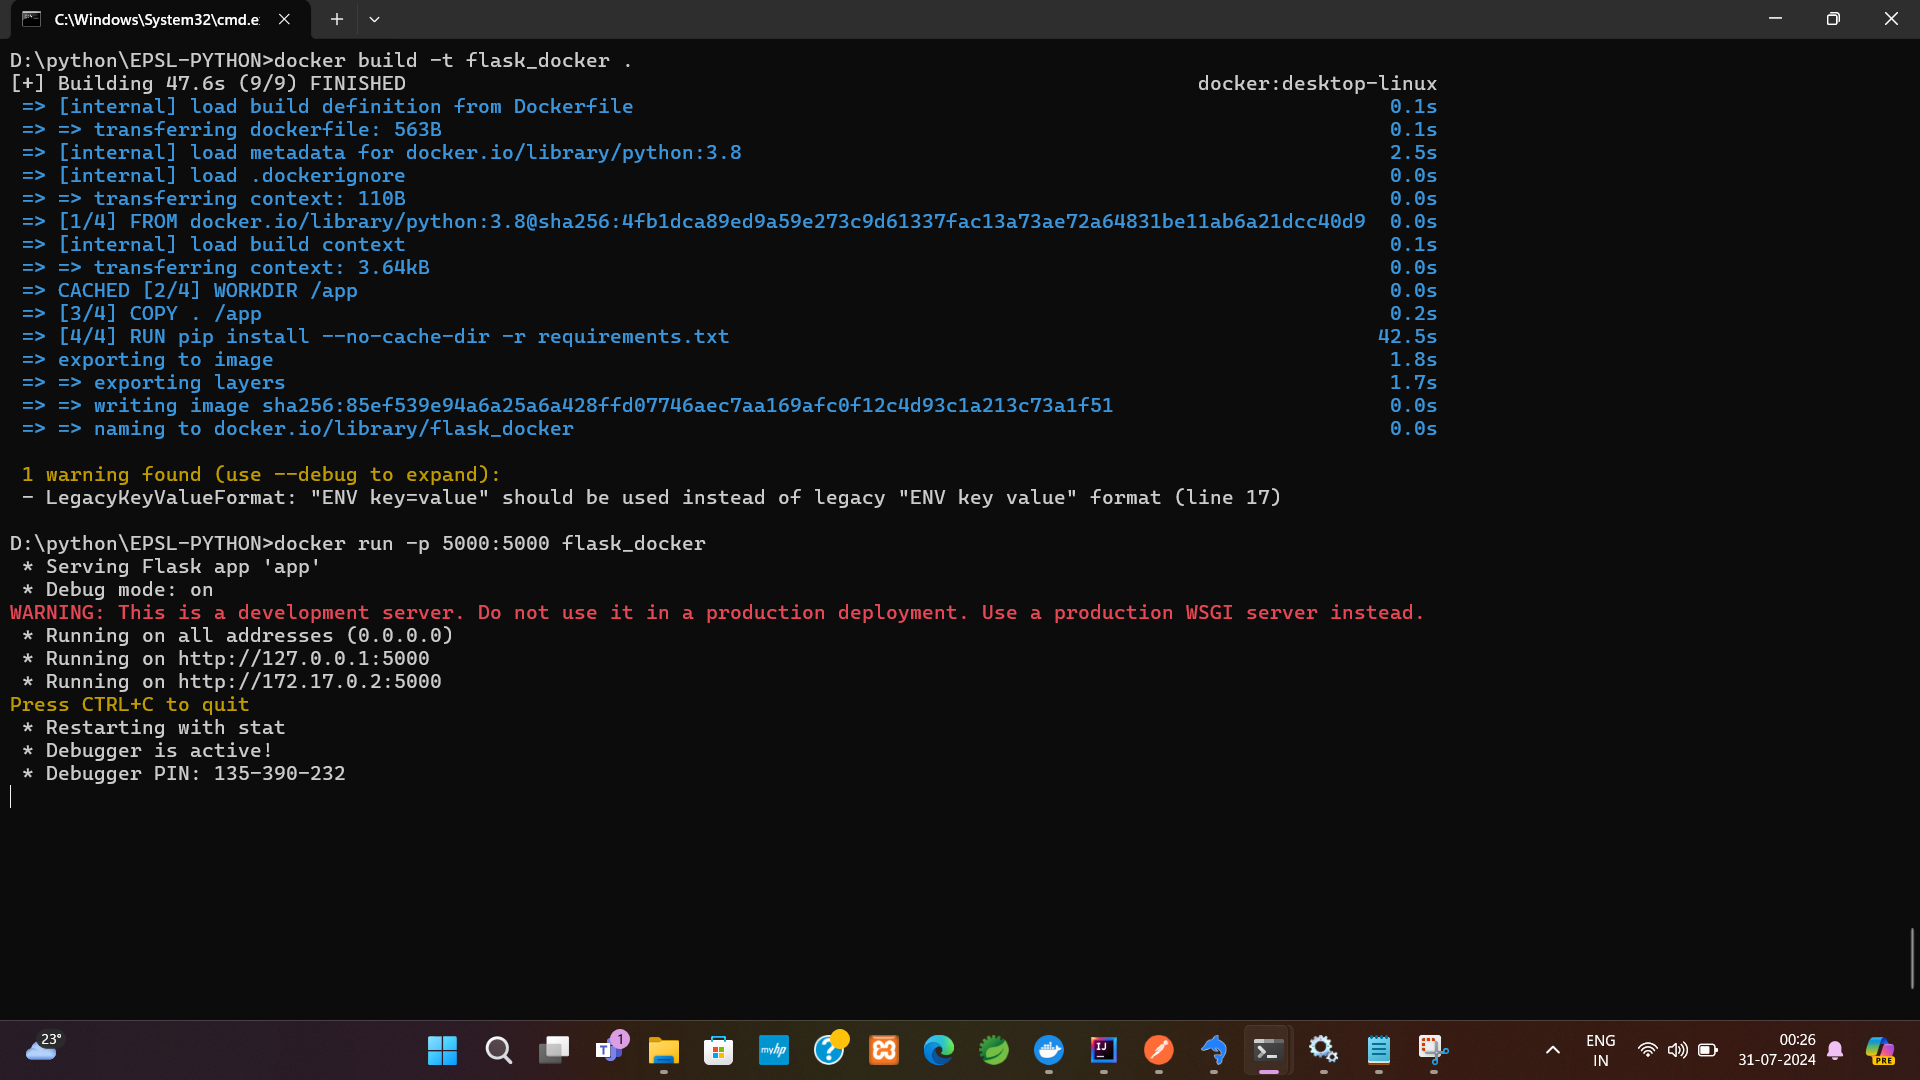 C:\Windows\System32\cmd.e
D:\python\EPSL-PYTHON>docker build -t flask_docker .
[+] Building 47.6s (9/9) FINISHED docker:desktop-linux
=> [internal] load build definition from Dockerfile 0.1s
=> => transferring dockerfile: 563B 0.1s
=> [internal] load metadata for docker.io/library/python:3.8 2.5s
=> [internal] load .dockerignore 0.0s
=> => transferring context: 110B 0.0s
=> [1/4] FROM docker.io/library/python:3.8@sha256:4fb1dca89ed9a59e273c9d61337fac13a73ae72a64831be11ab6a21dcc40d9 0.0s
=> [internal] load build context 0.1s
=> => transferring context: 3.64kB 0.0s
=> CACHED [2/4] WORKDIR /app 0.0s
=> [3/4] COPY . /app 0.2s
=> [4/4] RUN pip install --no-cache-dir -r requirements.txt 42.5s
=> exporting to image 1.8s
=> => exporting layers 1.7s
=> => writing image sha256:85ef539e94a6a25a6a428ffd07746aec7aa169afc0f12c4d93c1a213c73a1f51 0.0s
=> => naming to docker.io/library/flask_docker 0.0s
1 warning found (use --debug to expand):
- LegacyKeyValueFormat: "ENV key=value" should be used instead of legacy "ENV key value" format (line 17)
D:\python\EPSL-PYTHON>docker run -p 5000:5000 flask_docker
* Serving Flask app 'app'
* Debug mode: on
WARNING: This is a development server. Do not use it in a production deployment. Use a production WSGI server instead.
* Running on all addresses (0.0.0.0)
* Running on http://127.0.0.1:5000
* Running on http://172.17.0.2:5000
Press CTRL+C to quit
* Restarting with stat
* Debugger is active!
* Debugger PIN: 135-390-232
23°
T
1
myhp
IJ
ENG
IN
00:26
31-07-2024
PRE